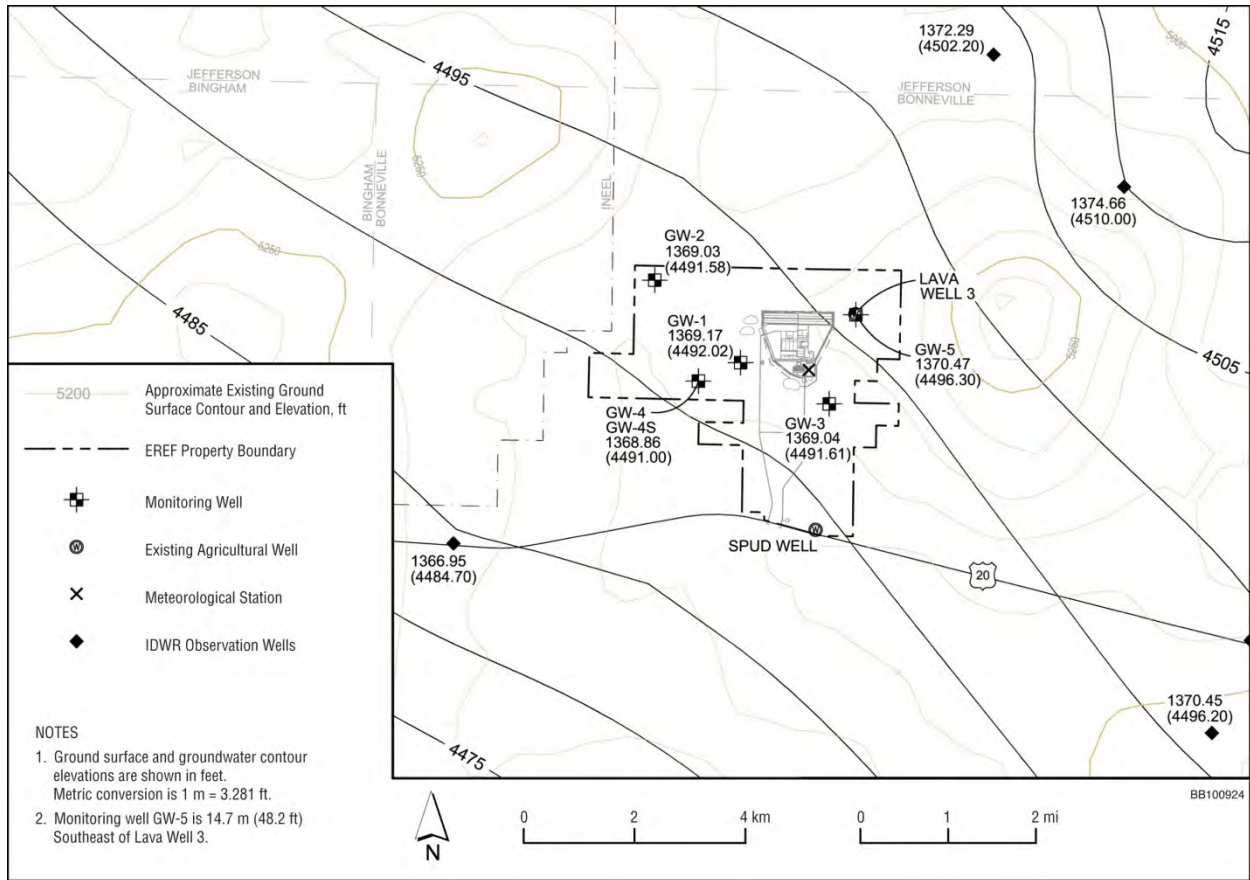 1372.29
(4502.20)
4515
5000
JEFFERSON
BINGHAM
4495
JEFFERSON
BONNEVILLE
5250
BINGHAM
BONNEVILLE
INEEL
1374.66
(4510.00)
5250
GW-2
1369.03
(4491.58)
LAVA
WELL 3
4485
GW-1
1369.17
(4492.02)
5250
GW-5
1370.47
(4496.30)
4505
GW-4
GW-4S
1368.86
(4491.00)
GW-3
1369.04
(4491.61)
1366.95
(4484.70)
SPUD WELL
20
1370.45
(4496.20)
4475
5200
Approximate Existing Ground
Surface Contour and Elevation, ft
EREF Property Boundary
Monitoring Well
W
Existing Agricultural Well
Meteorological Station
IDWR Observation Wells
NOTES
1. Ground surface and groundwater contour
elevations are shown in feet.
Metric conversion is 1 m = 3.281 ft.
2. Monitoring well GW-5 is 14.7 m (48.2 ft)
Southeast of Lava Well 3.
N
0 2 4 km
0 1 2 mi
BB100924